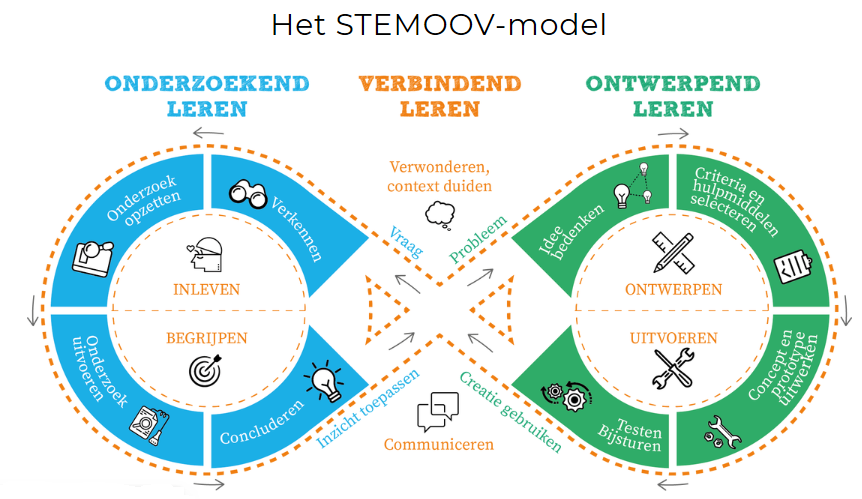 Het STEMOOV-model
ONDERZOEKEND
LEREN
VERBINDEND
LEREN
ONTWERPEND
LEREN
Onderzoek
opzetten
Verkennen
INLEVEN
BEGRIJPEN
Onderzoek
uitvoeren
Concluderen
Verwonderen,
context duiden
Vraag
Probleem
Inzicht toepassen
Creatie gebruiken
Communiceren
Idee
bedenken
Criteria en
hulpmiddelen
selecteren
ONTWERPEN
UITVOEREN
Concept en
prototype
uitwerken
Testen
Bijsturen